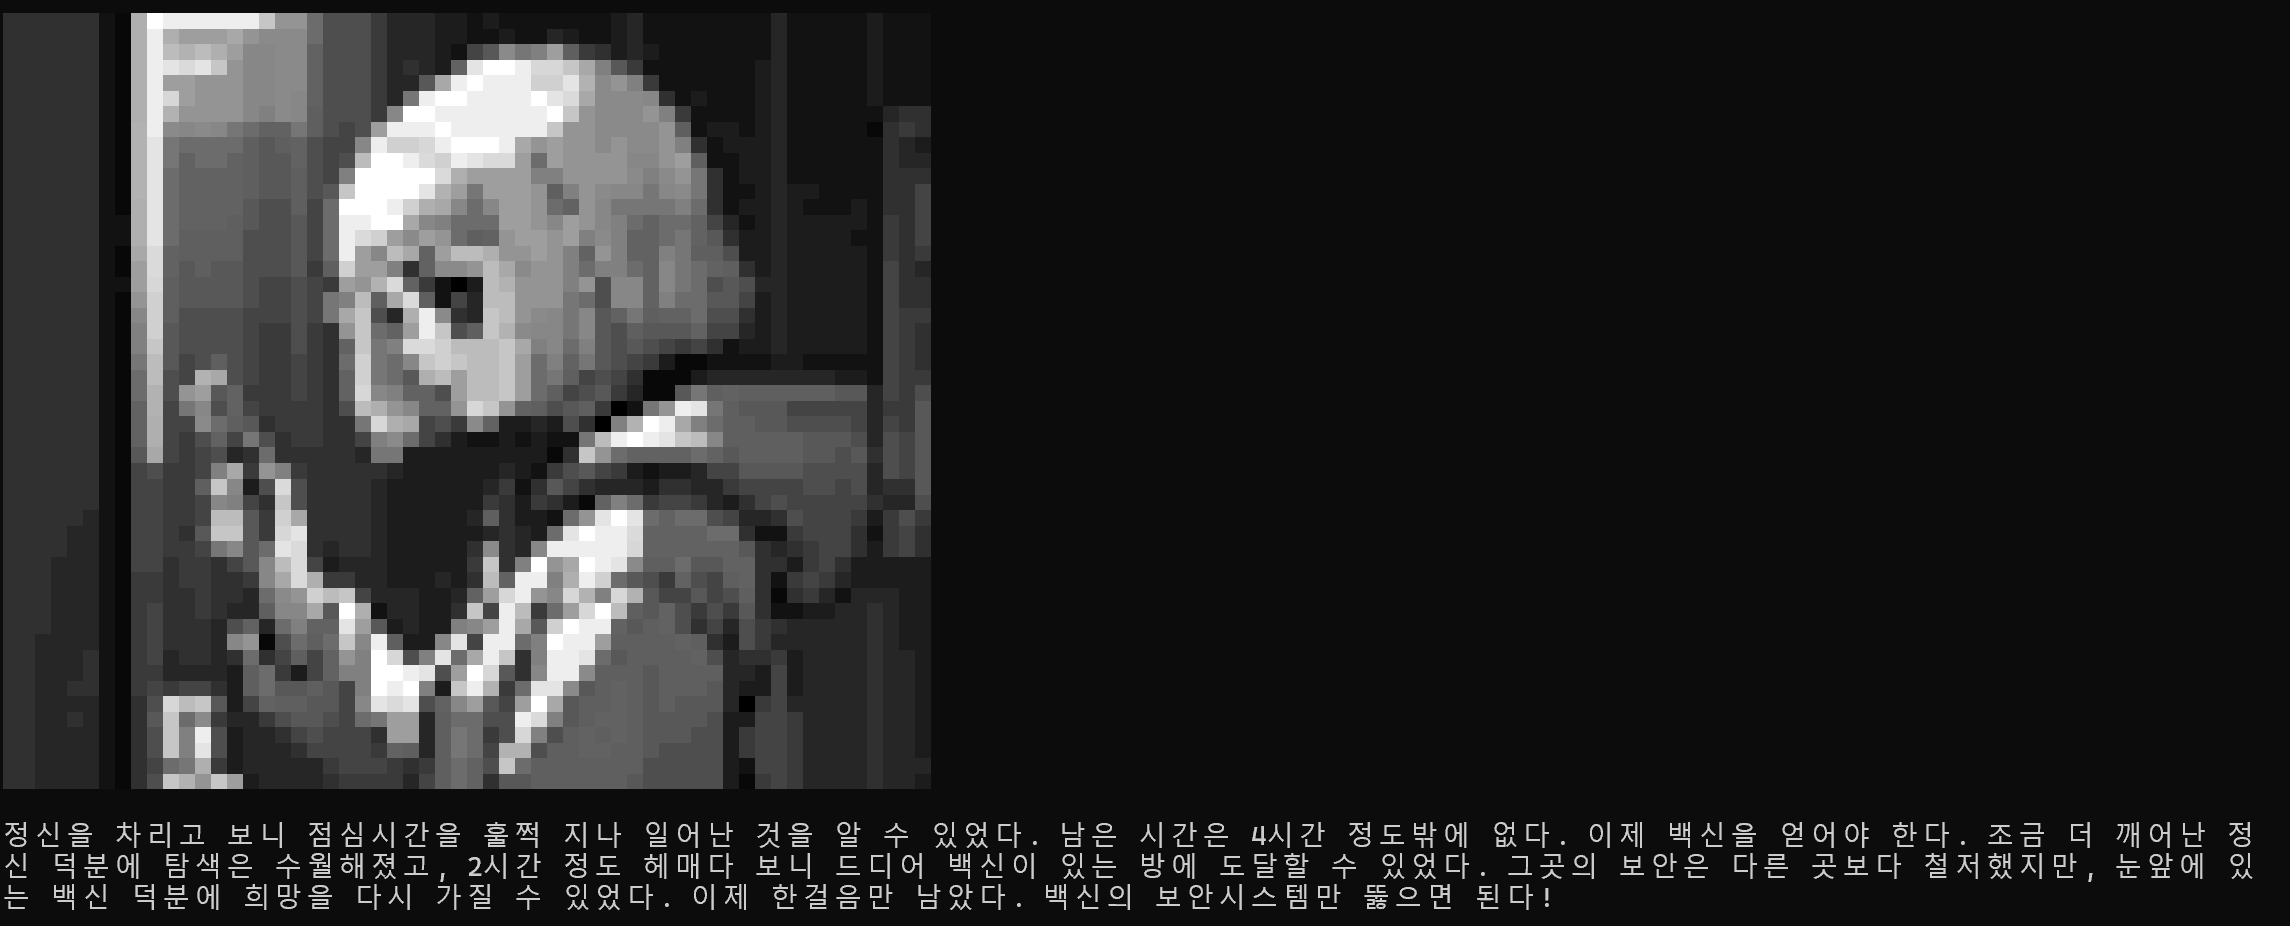 정신을 차리고 보니 점심시간을 훌쩍 지나 일어난 것을 알 수 있었다. 남은 시간은 4시간 정도밖에 없다. 이제 백신을 얻어야 한다. 조금 더 깨어난 정
신 덕분에 탐색은 수월해졌고, 2시간 정도 헤매다 보니 드디어 백신이 있는 방에 도달할 수 있었다. 그곳의 보안은 다른 곳보다 철저했지만, 눈앞에 있
는 백신 덕분에 희망을 다시 가질 수 있었다. 이제 한걸음만 남았다. 백신의 보안시스템만 뚫으면 된다!